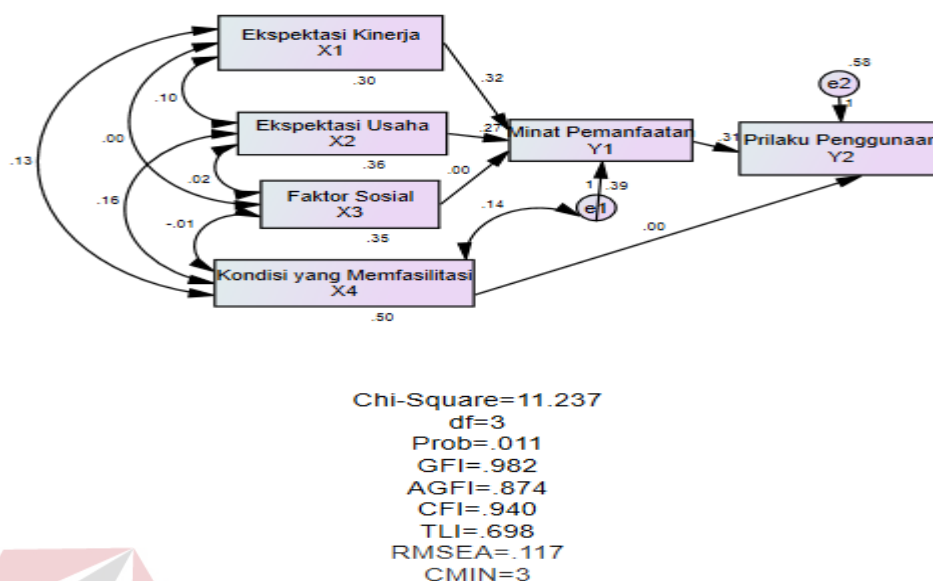 Ekspektasi Kinerja
X1
.30
.32
.10
Ekspektasi Usaha
X2
.36
.27
.00
.13
.02
.16
Faktor Sosial
X3
.35
.00
-.01
Kondisi yang Memfasilitasi
X4
.50
.14
Minat Pemanfaatan
Y1
1
.39
e1
.31
.00
.58
e2
1
Prilaku Penggunaan
Y2
Chi-Square=11.237
df=3
Prob=.011
GFI=.982
AGFI=.874
CFI=.940
TLI=.698
RMSEA=.117
CMIN=3